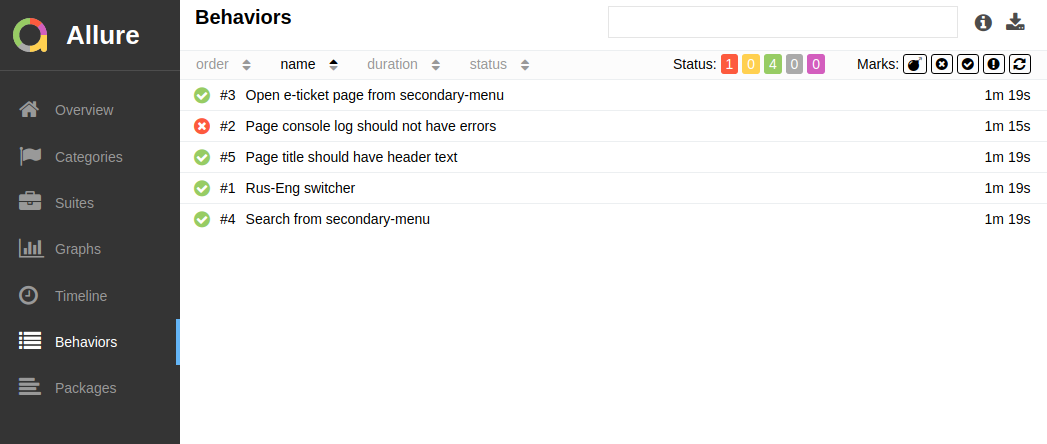 Allure
Overview
Categories
Suites
Graphs
Timeline
Behaviors
Packages
Behaviors
order name duration status Status: 1 0 4 0 0 Marks:
#3 Open e-ticket page from secondary-menu 1m 19s
#2 Page console log should not have errors 1m 15s
#5 Page title should have header text 1m 19s
#1 Rus-Eng switcher 1m 19s
#4 Search from secondary-menu 1m 19s